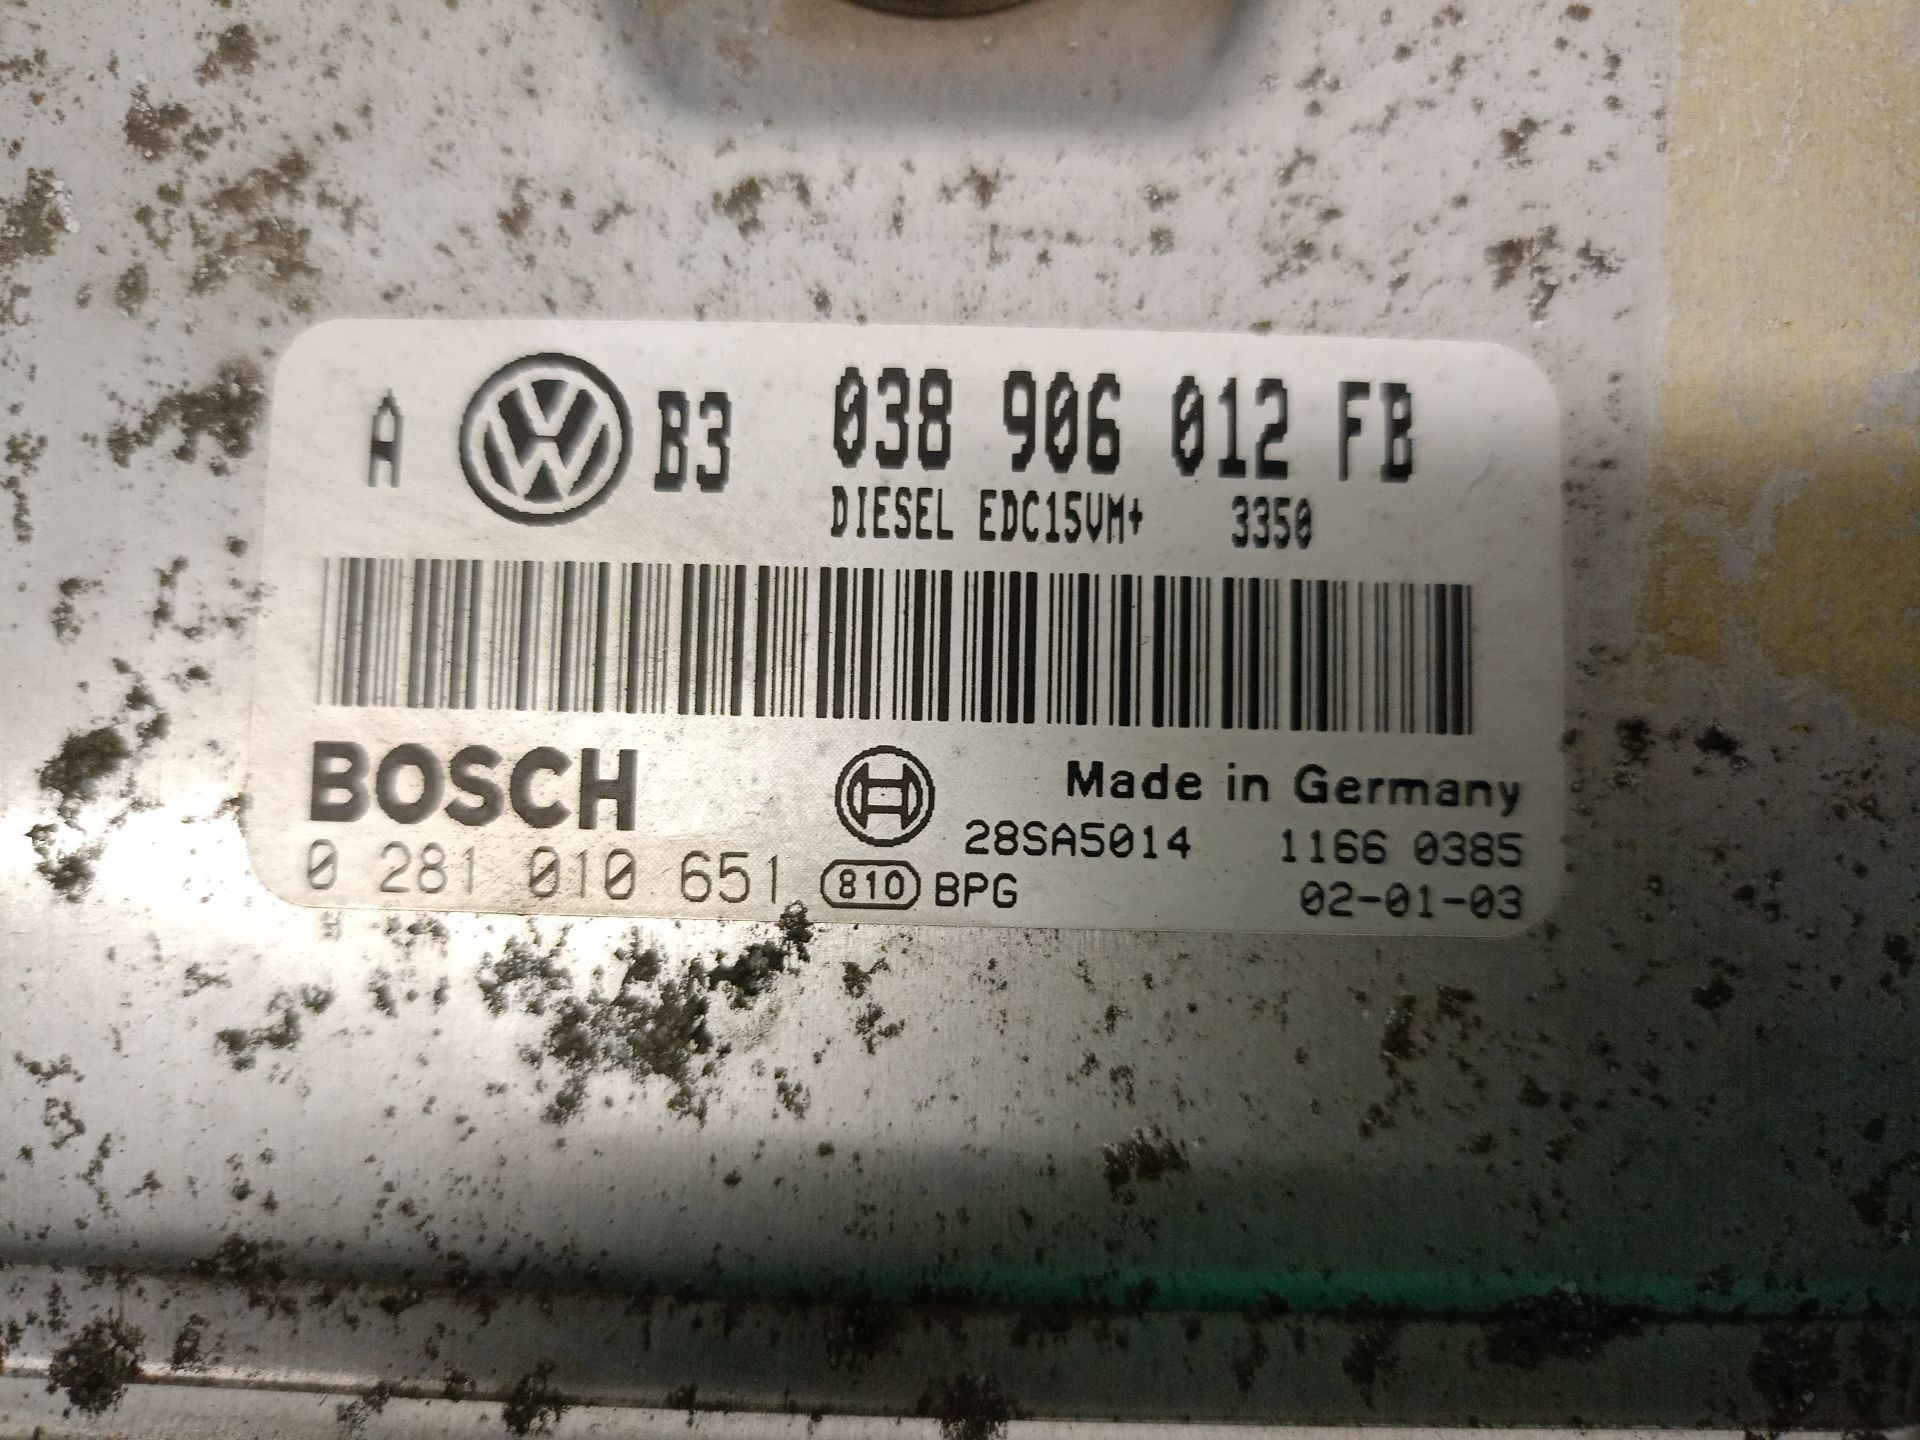 A VW B3 038 906 012 FB
DIESEL EDC15VM+ 3350
BOSCH Made in Germany
28SA5014 1166 0385
0 281 010 651 810 BPG 02-01-03